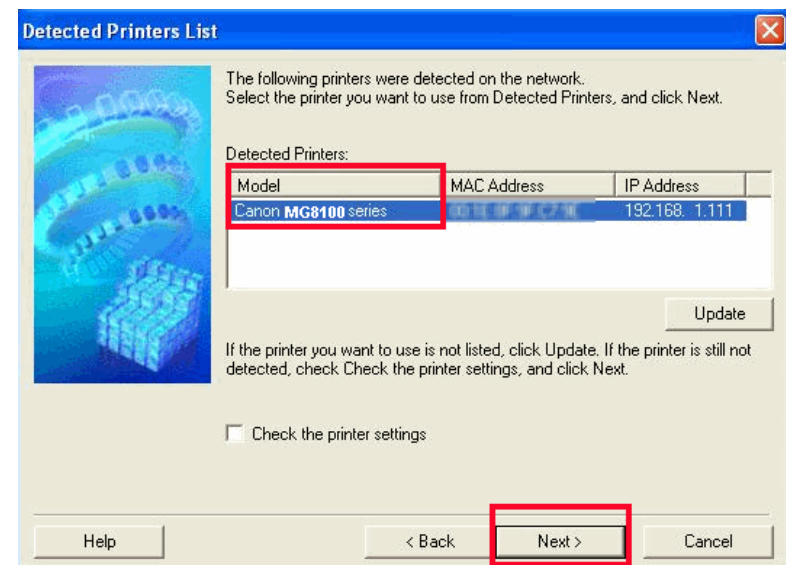 Detected Printers List
The following printers were detected on the network.
Select the printer you want to use from Detected Printers, and click Next.
Detected Printers:
Model MAC Address IP Address
Canon MG8100 series 192.168. 1.111
Update
If the printer you want to use is not listed, click Update. If the printer is still not
detected, check Check the printer settings, and click Next.
Check the printer settings
Help < Back Next > Cancel